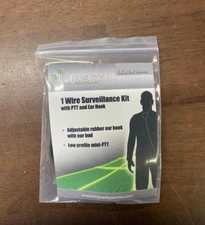 1 Wire Surveillance Kit
with PTT and Ear Hook
• Adjustable rubber ear hook
with ear bud
• Low profile mini-PTT